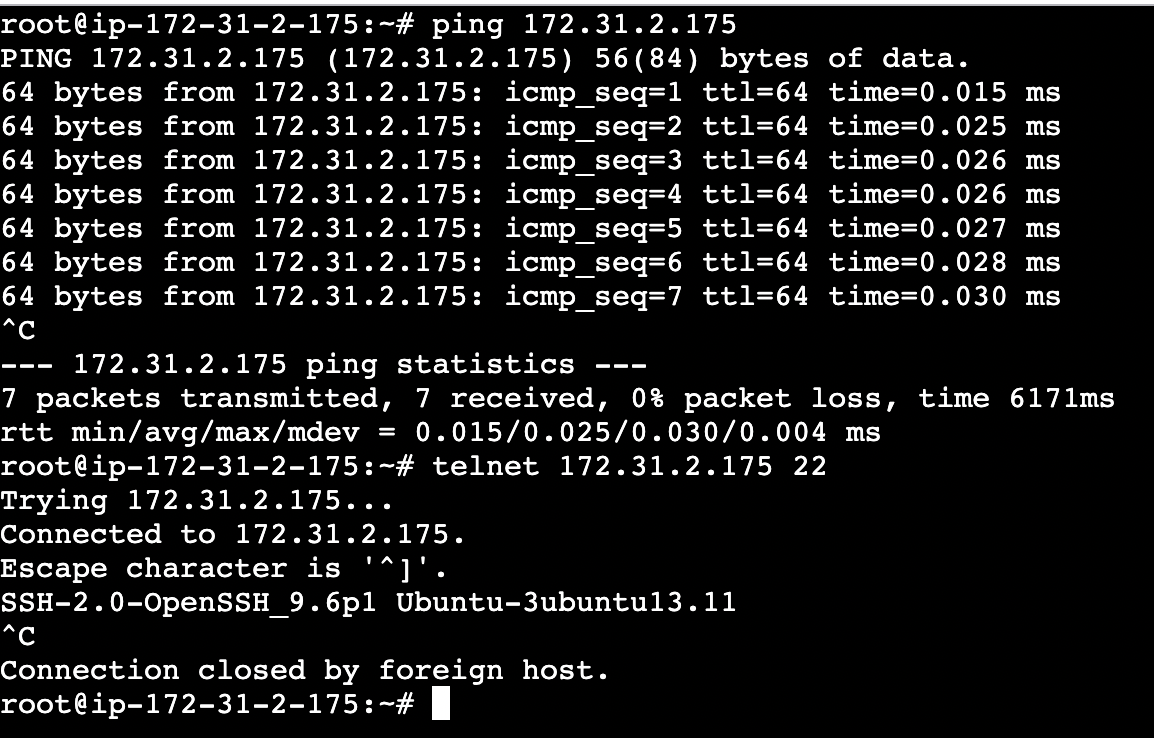 root@ip-172-31-2-175:~# ping 172.31.2.175
PING 172.31.2.175 (172.31.2.175) 56(84) bytes of data.
64 bytes from 172.31.2.175: icmp_seq=1 ttl=64 time=0.015 ms
64 bytes from 172.31.2.175: icmp_seq=2 ttl=64 time=0.025 ms
64 bytes from 172.31.2.175: icmp_seq=3 ttl=64 time=0.026 ms
64 bytes from 172.31.2.175: icmp_seq=4 ttl=64 time=0.026 ms
64 bytes from 172.31.2.175: icmp_seq=5 ttl=64 time=0.027 ms
64 bytes from 172.31.2.175: icmp_seq=6 ttl=64 time=0.028 ms
64 bytes from 172.31.2.175: icmp_seq=7 ttl=64 time=0.030 ms
^C
--- 172.31.2.175 ping statistics ---
7 packets transmitted, 7 received, 0% packet loss, time 6171ms
rtt min/avg/max/mdev = 0.015/0.025/0.030/0.004 ms
root@ip-172-31-2-175:~# telnet 172.31.2.175 22
Trying 172.31.2.175...
Connected to 172.31.2.175.
Escape character is '^]'.
SSH-2.0-OpenSSH_9.6p1 Ubuntu-3ubuntu13.11
^C
Connection closed by foreign host.
root@ip-172-31-2-175:~#